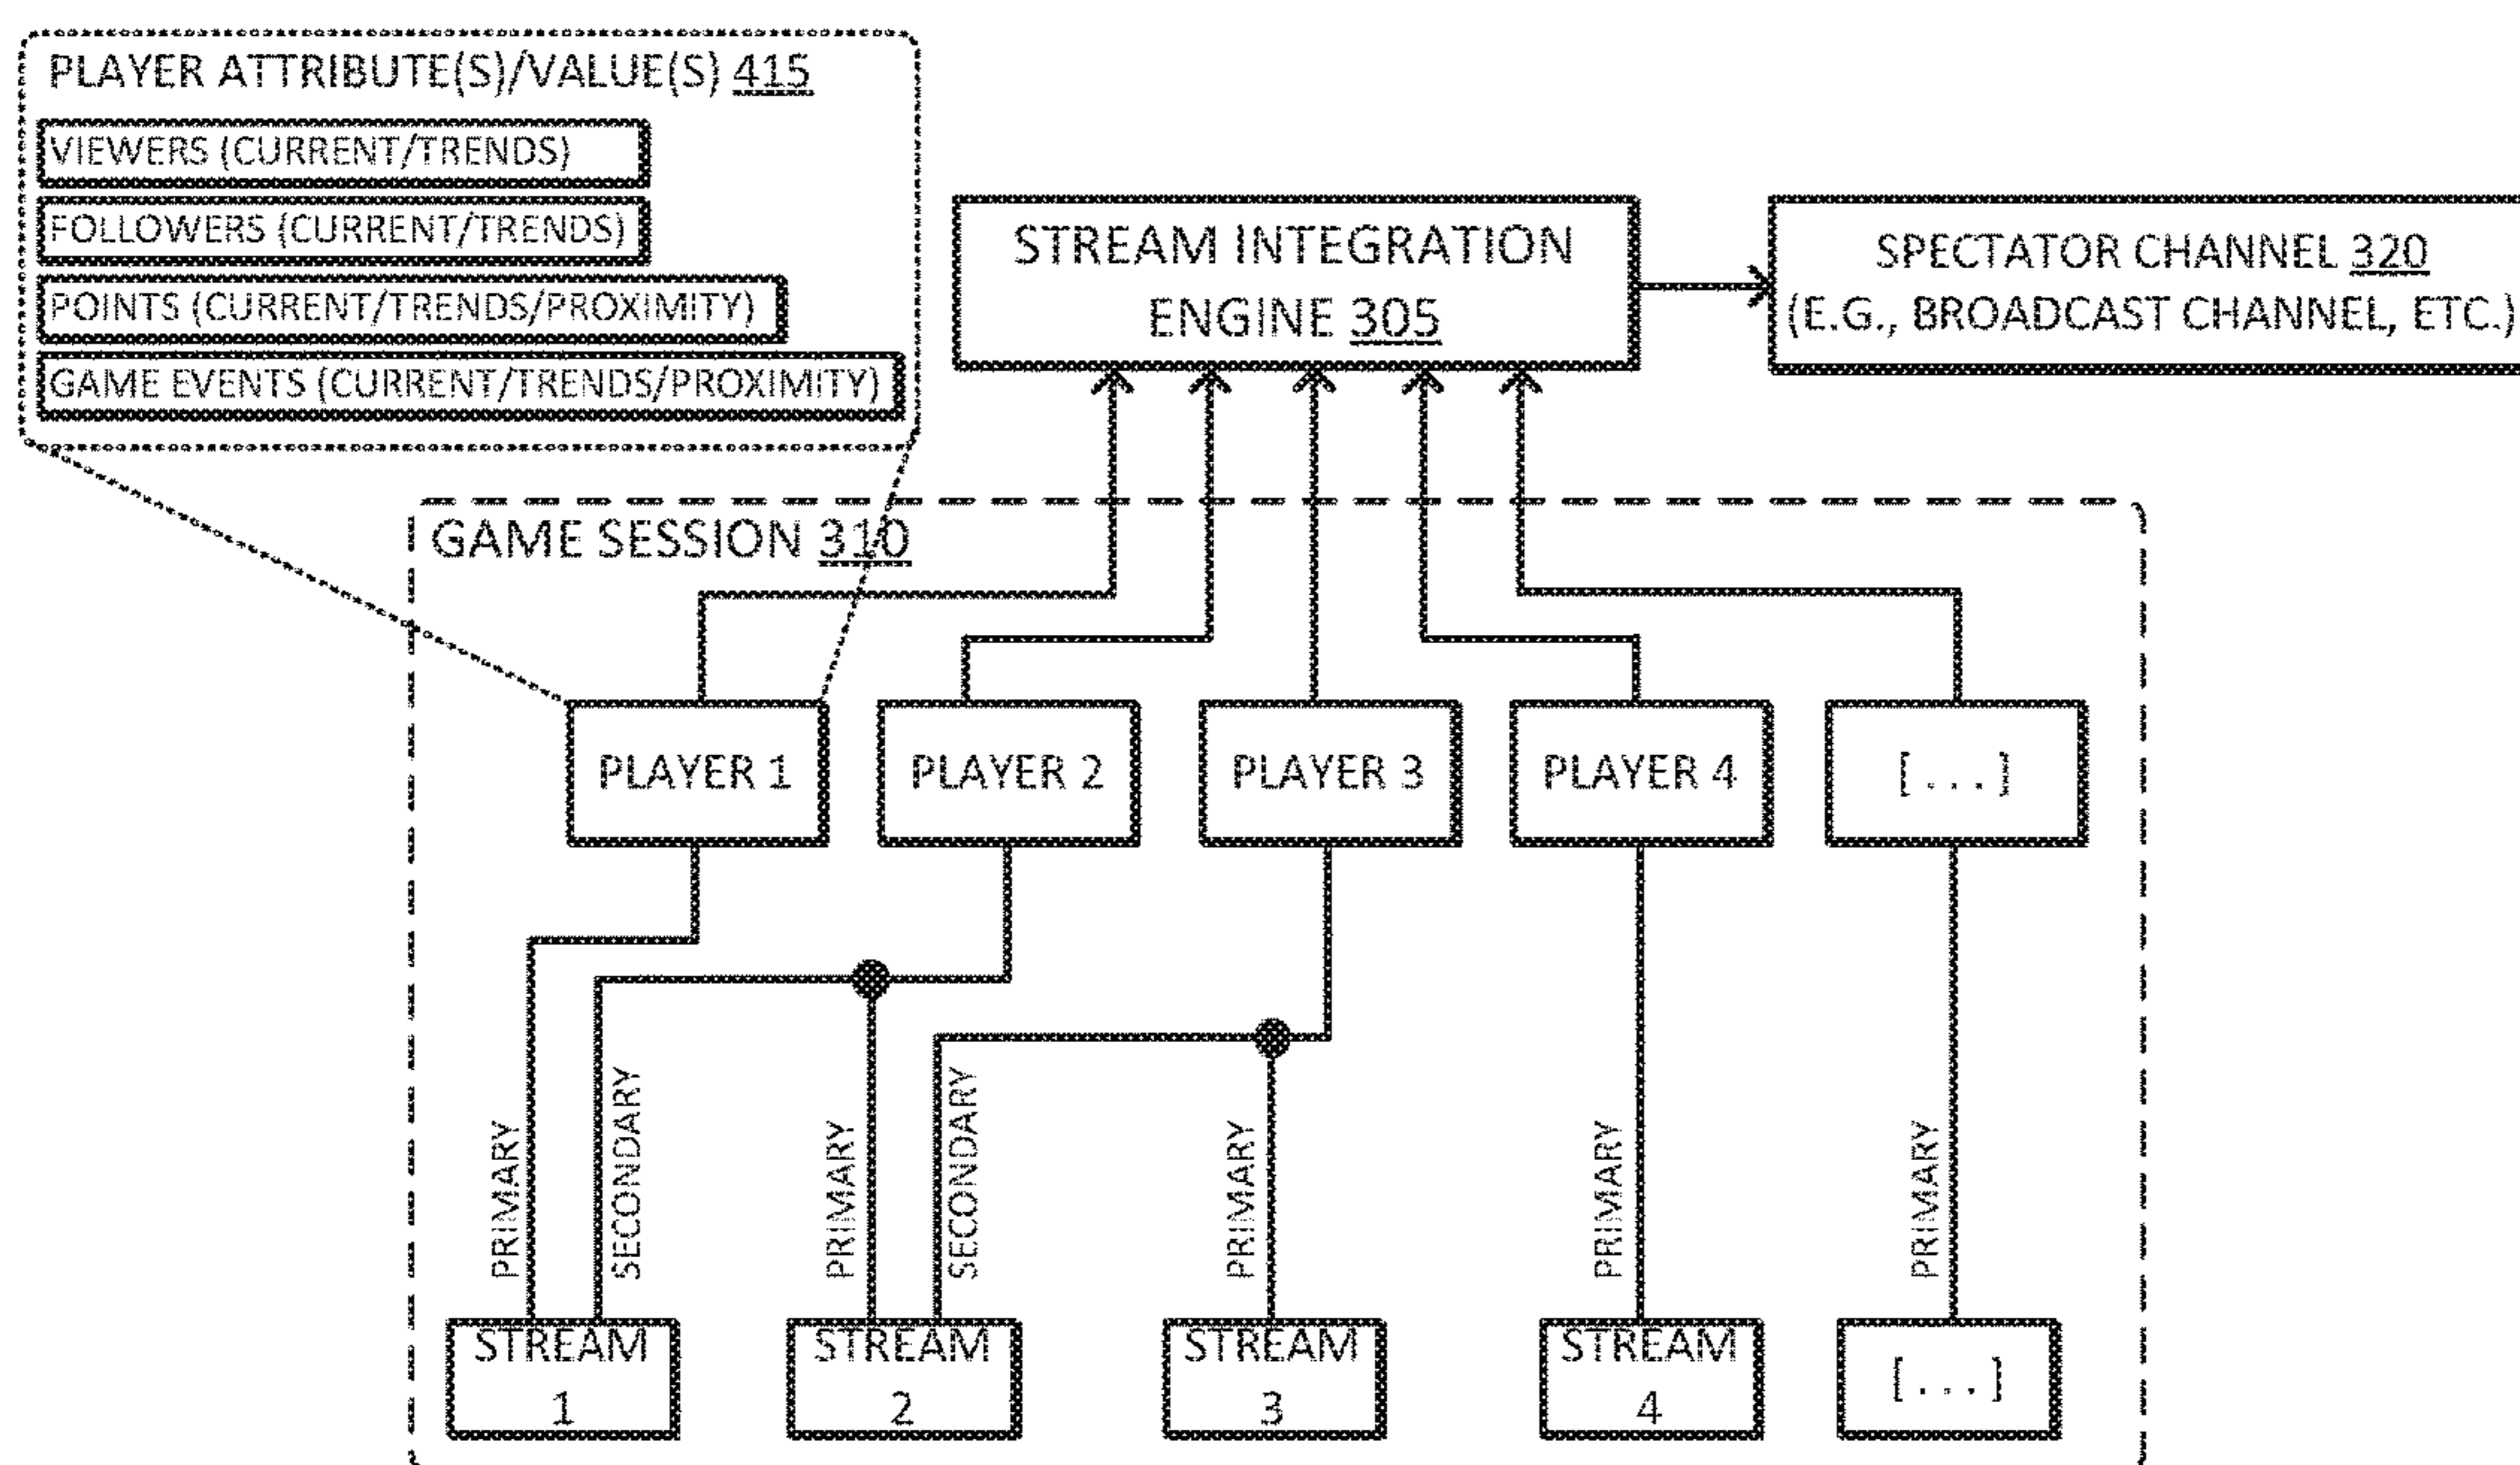 PLAYER ATTRIBUTE(S)/VALUE(S) 415
VIEWERS (CURRENT/TRENDS)
FOLLOWERS (CURRENT/TRENDS)
POINTS (CURRENT/TRENDS/PROXIMITY)
GAME EVENTS (CURRENT/TRENDS/PROXIMITY)
STREAM INTEGRATION
ENGINE 305
SPECTATOR CHANNEL 320
(E.G., BROADCAST CHANNEL, ETC.)
GAME SESSION 310
PLAYER 1
PLAYER 2
PLAYER 3
PLAYER 4
[...]
PRIMARY
SECONDARY
PRIMARY
SECONDARY
PRIMARY
PRIMARY
PRIMARY
STREAM
1
STREAM
2
STREAM
3
STREAM
4
[...]